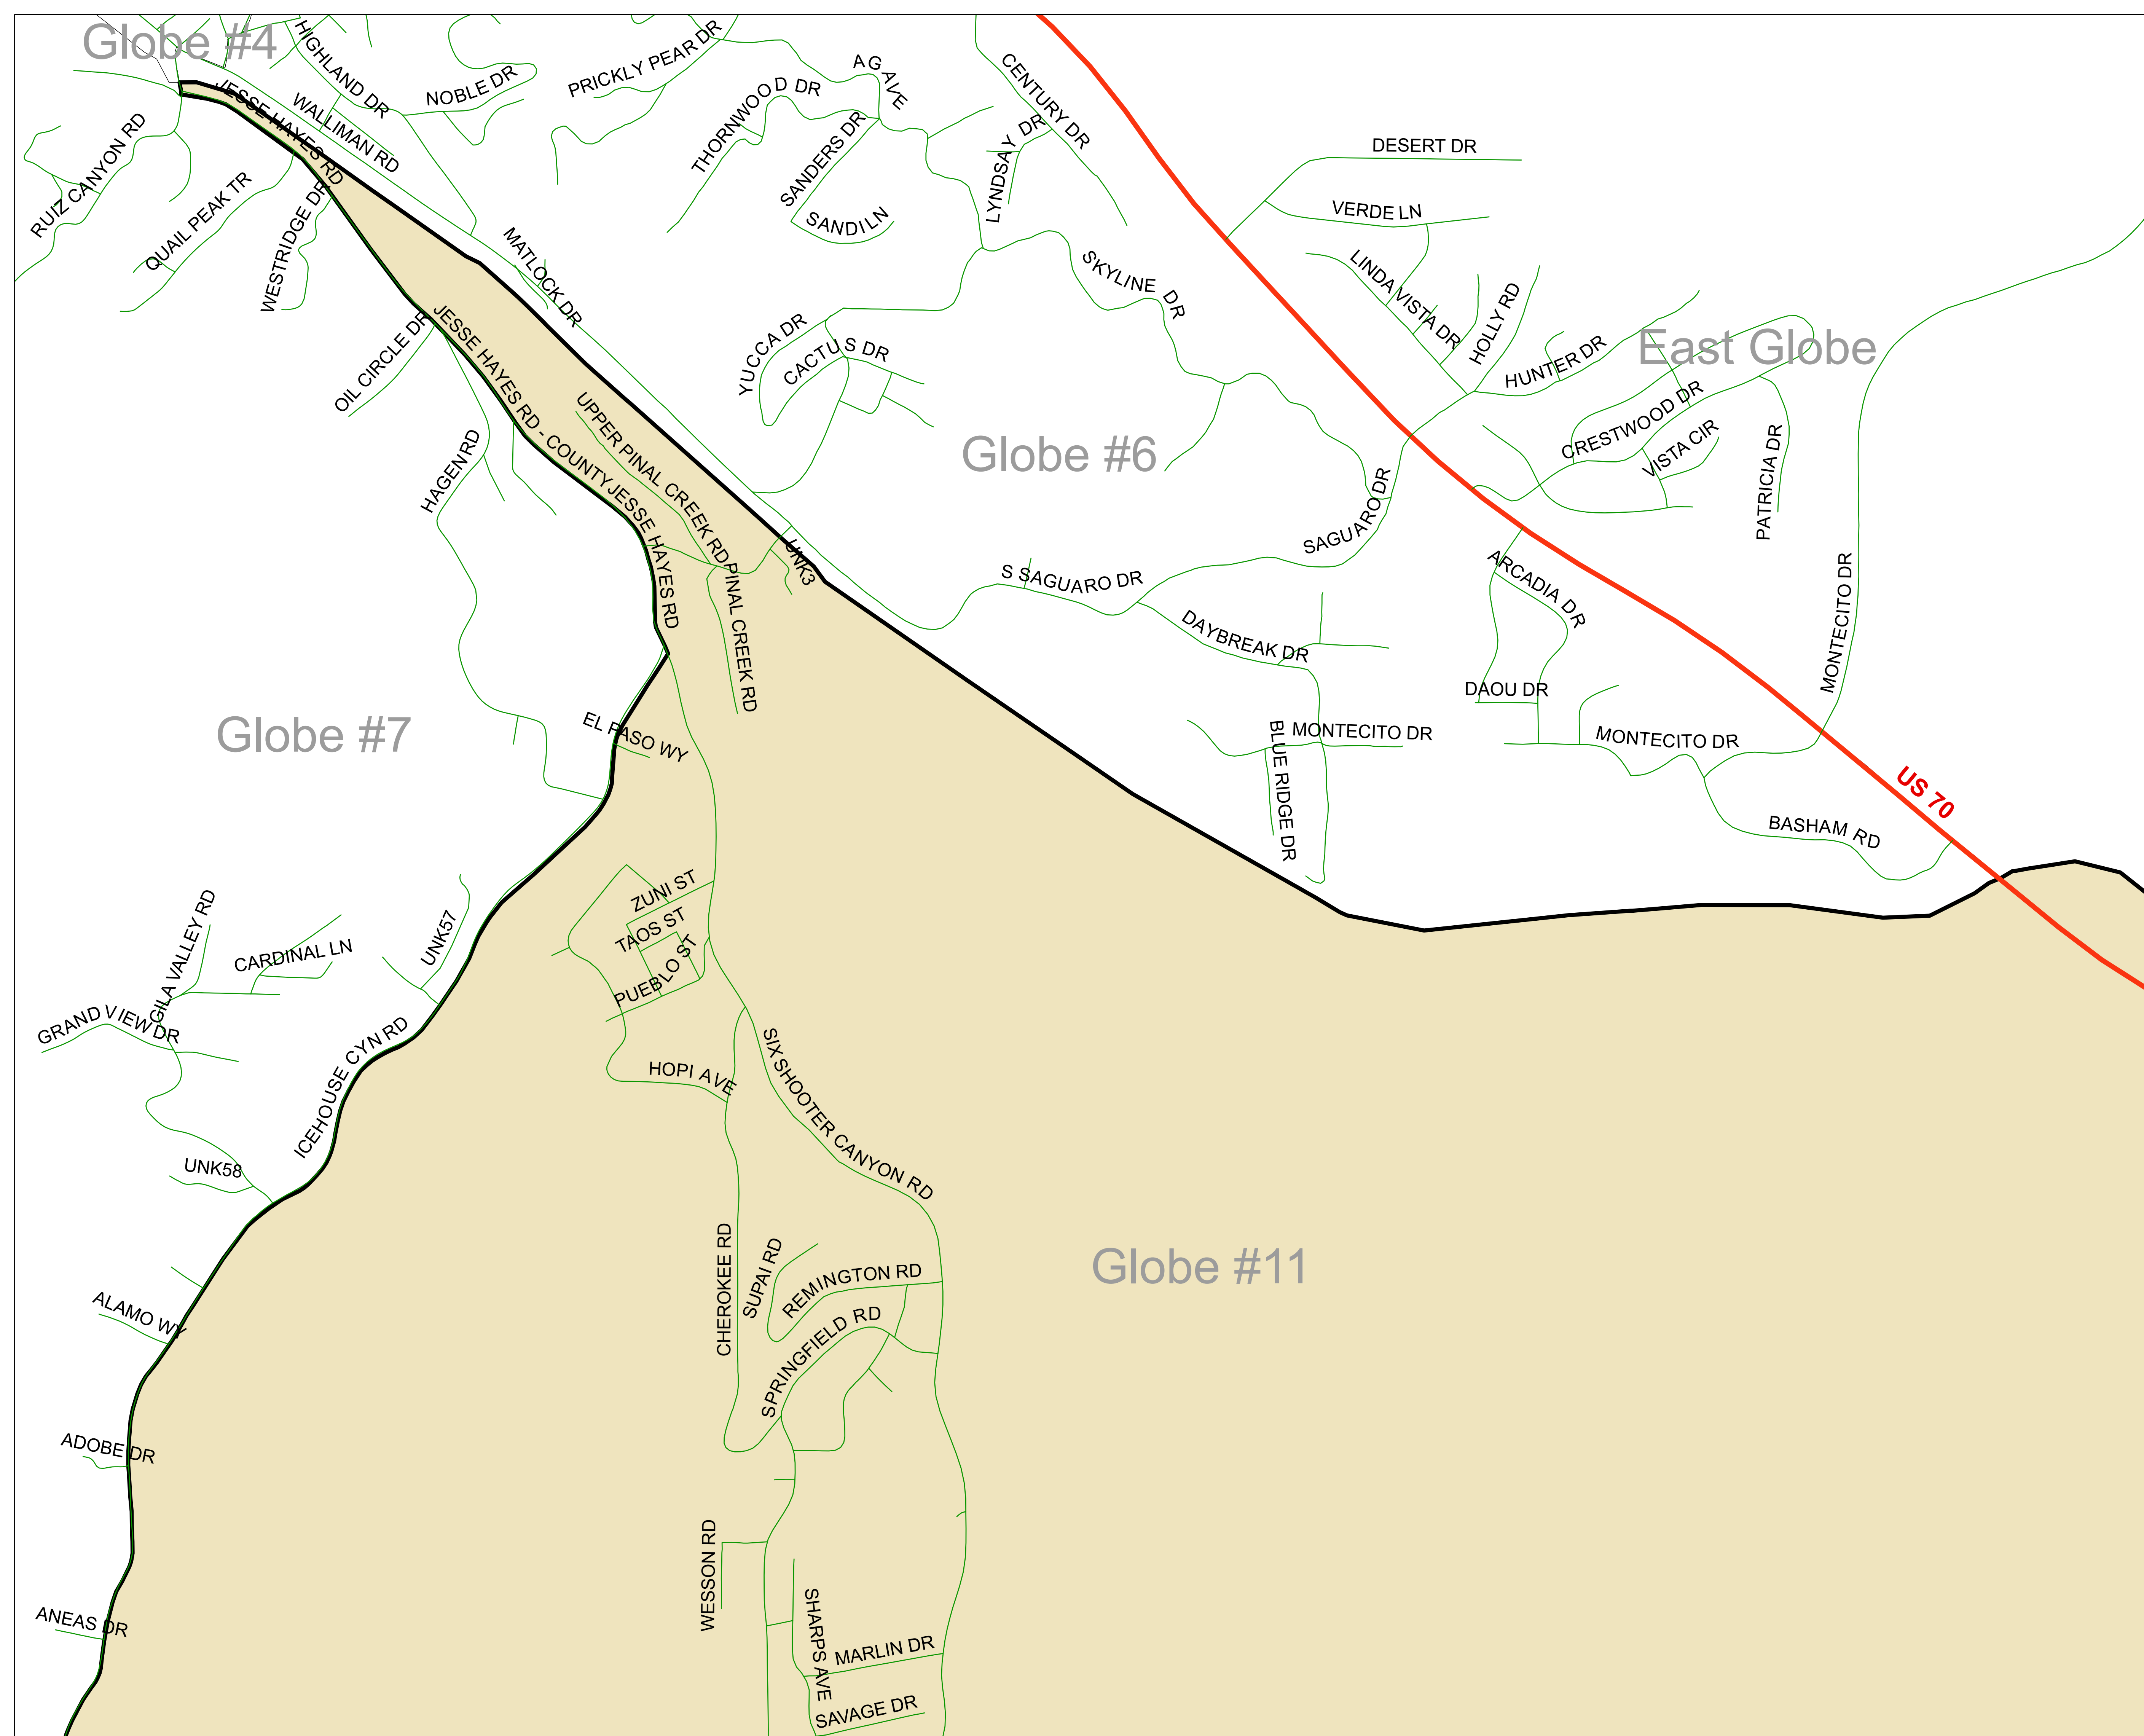 Globe #4
HIGHLAND DR
NOBLE DR
PRICKLY PEAR DR
AGAVE
THORNWOOD DR
CENTURY DR
JESSE HAYES RD
WALLIMAN RD
RUIZ CANYON RD
QUAIL PEAK TR
WESTRIDGE DR
SANDERS DR
SANDI LN
LYNDSAY DR
DESERT DR
VERDE LN
MATLOCK DR
SKYLINE DR
LINDA VISTA DR
HOLLY RD
HUNTER DR
East Globe
OIL CIRCLE DR
JESSE HAYES RD - COUNTY
YUCCA DR
CACTUS DR
UPPER PINAL CREEK RD
Globe #6
CRESTWOOD DR
VISTA CIR
PATRICIA DR
HAGEN RD
JESSE HAYES RD
UNK3
PINAL CREEK RD
SAGUARO DR
S SAGUARO DR
ARCADIA DR
DAYBREAK DR
MONTECITO DR
DAOU DR
Globe #7
EL PASO WY
BLUE RIDGE DR
MONTECITO DR
MONTECITO DR
US 70
BASHAM RD
ZUNI ST
TAOS ST
PUEBLO ST
GILA VALLEY RD
CARDINAL LN
UNK57
GRAND VIEW DR
ICEHOUSE CYN RD
HOPI AVE
SIX SHOOTER CANYON RD
UNK58
Globe #11
CHEROKEE RD
SUPAI RD
REMINGTON RD
SPRINGFIELD RD
ALAMO WY
ADOBE DR
WESSON RD
SHARPS AVE
ANEAS DR
MARLIN DR
SAVAGE DR